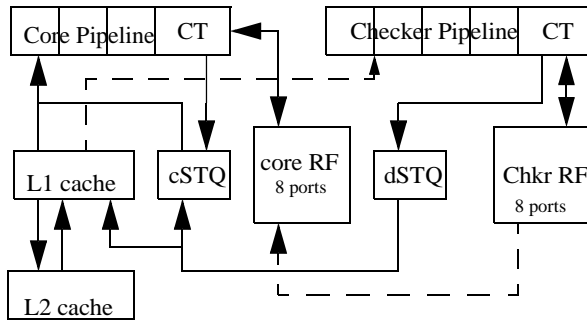 Core Pipeline CT
Checker Pipeline CT
L1 cache
cSTQ
core RF
8 ports
dSTQ
Chkr RF
8 ports
L2 cache